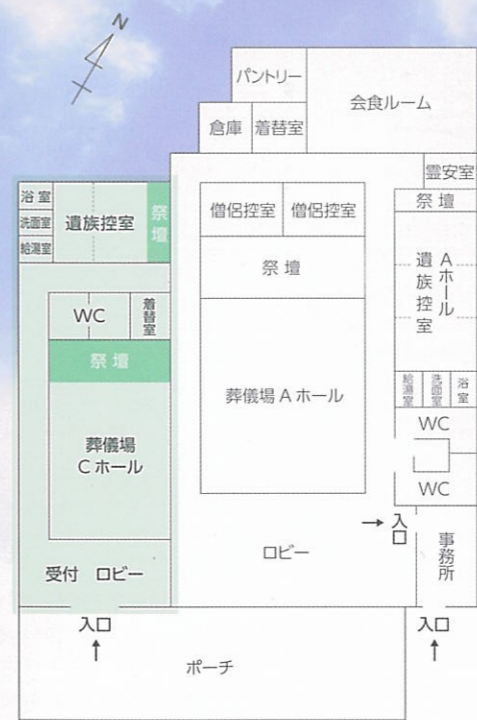 N
パントリー
会食ルーム
倉庫
着替室
霊安室
浴室
洗面室
給湯室
遺族控室
祭壇
僧侶控室
僧侶控室
祭壇
祭壇
Aホール
遺族控室
WC
着替室
祭壇
葬儀場
Cホール
葬儀場 A ホール
給湯室
洗面室
浴室
WC
WC
→ 入口
事務所
ロビー
受付 ロビー
入口
↑
入口
↑
ポーチ